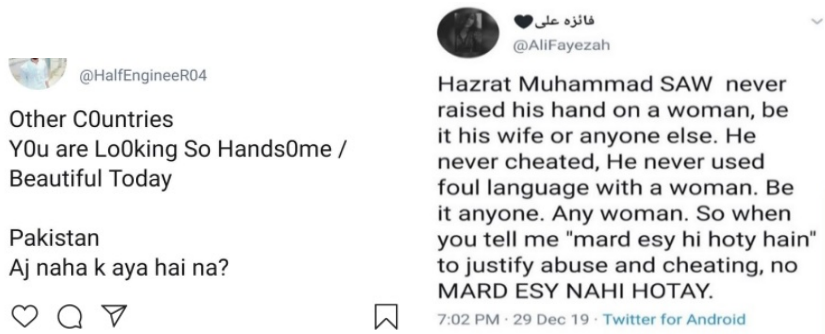 @HalfEngineeR04
Other C0untries
Y0u are Lo0king So Hands0me /
Beautiful Today
Pakistan
Aj naha k aya hai na?
فائزہ علی🖤
@AliFayezah
Hazrat Muhammad SAW never
raised his hand on a woman, be
it his wife or anyone else. He
never cheated, He never used
foul language with a woman. Be
it anyone. Any woman. So when
you tell me "mard esy hi hoty hain"
to justify abuse and cheating, no
MARD ESY NAHI HOTAY.
7:02 PM · 29 Dec 19 · Twitter for Android